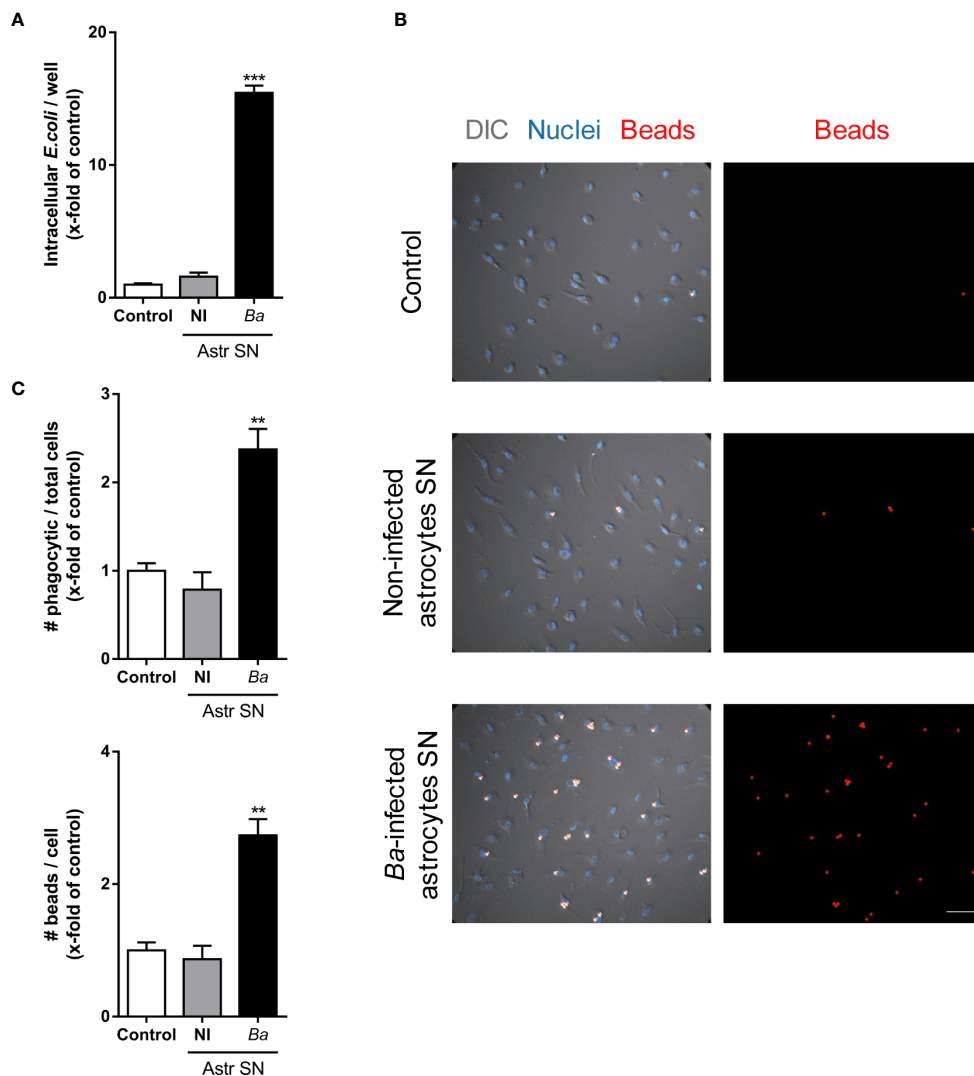 A
Intracellular E.coli / well
(x-fold of control)
20
10
0
***
Control
NI
Ba
Astr SN
B
DIC Nuclei Beads
Beads
Control
Non-infected
astrocytes SN
Ba-infected
astrocytes SN
C
# phagocytic / total cells
(x-fold of control)
3
2
1
0
**
Control
NI
Ba
Astr SN
# beads / cell
(x-fold of control)
4
2
0
**
Control
NI
Ba
Astr SN